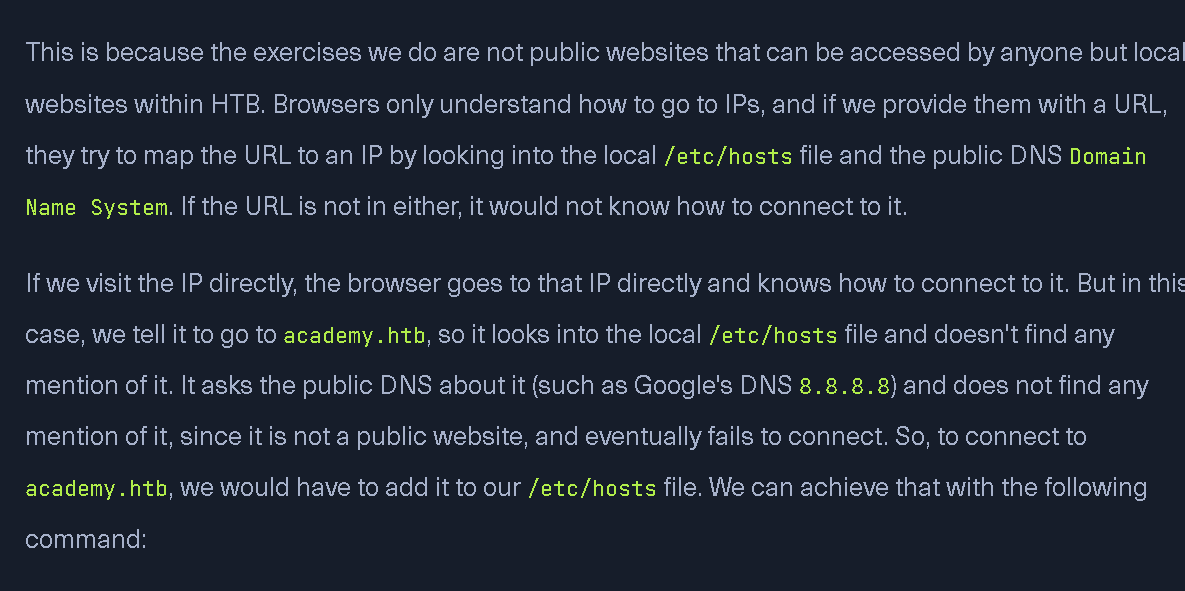 This is because the exercises we do are not public websites that can be accessed by anyone but local
websites within HTB. Browsers only understand how to go to IPs, and if we provide them with a URL,
they try to map the URL to an IP by looking into the local /etc/hosts file and the public DNS Domain
Name System. If the URL is not in either, it would not know how to connect to it.
If we visit the IP directly, the browser goes to that IP directly and knows how to connect to it. But in this
case, we tell it to go to academy.htb, so it looks into the local /etc/hosts file and doesn't find any
mention of it. It asks the public DNS about it (such as Google's DNS 8.8.8.8) and does not find any
mention of it, since it is not a public website, and eventually fails to connect. So, to connect to
academy.htb, we would have to add it to our /etc/hosts file. We can achieve that with the following
command: